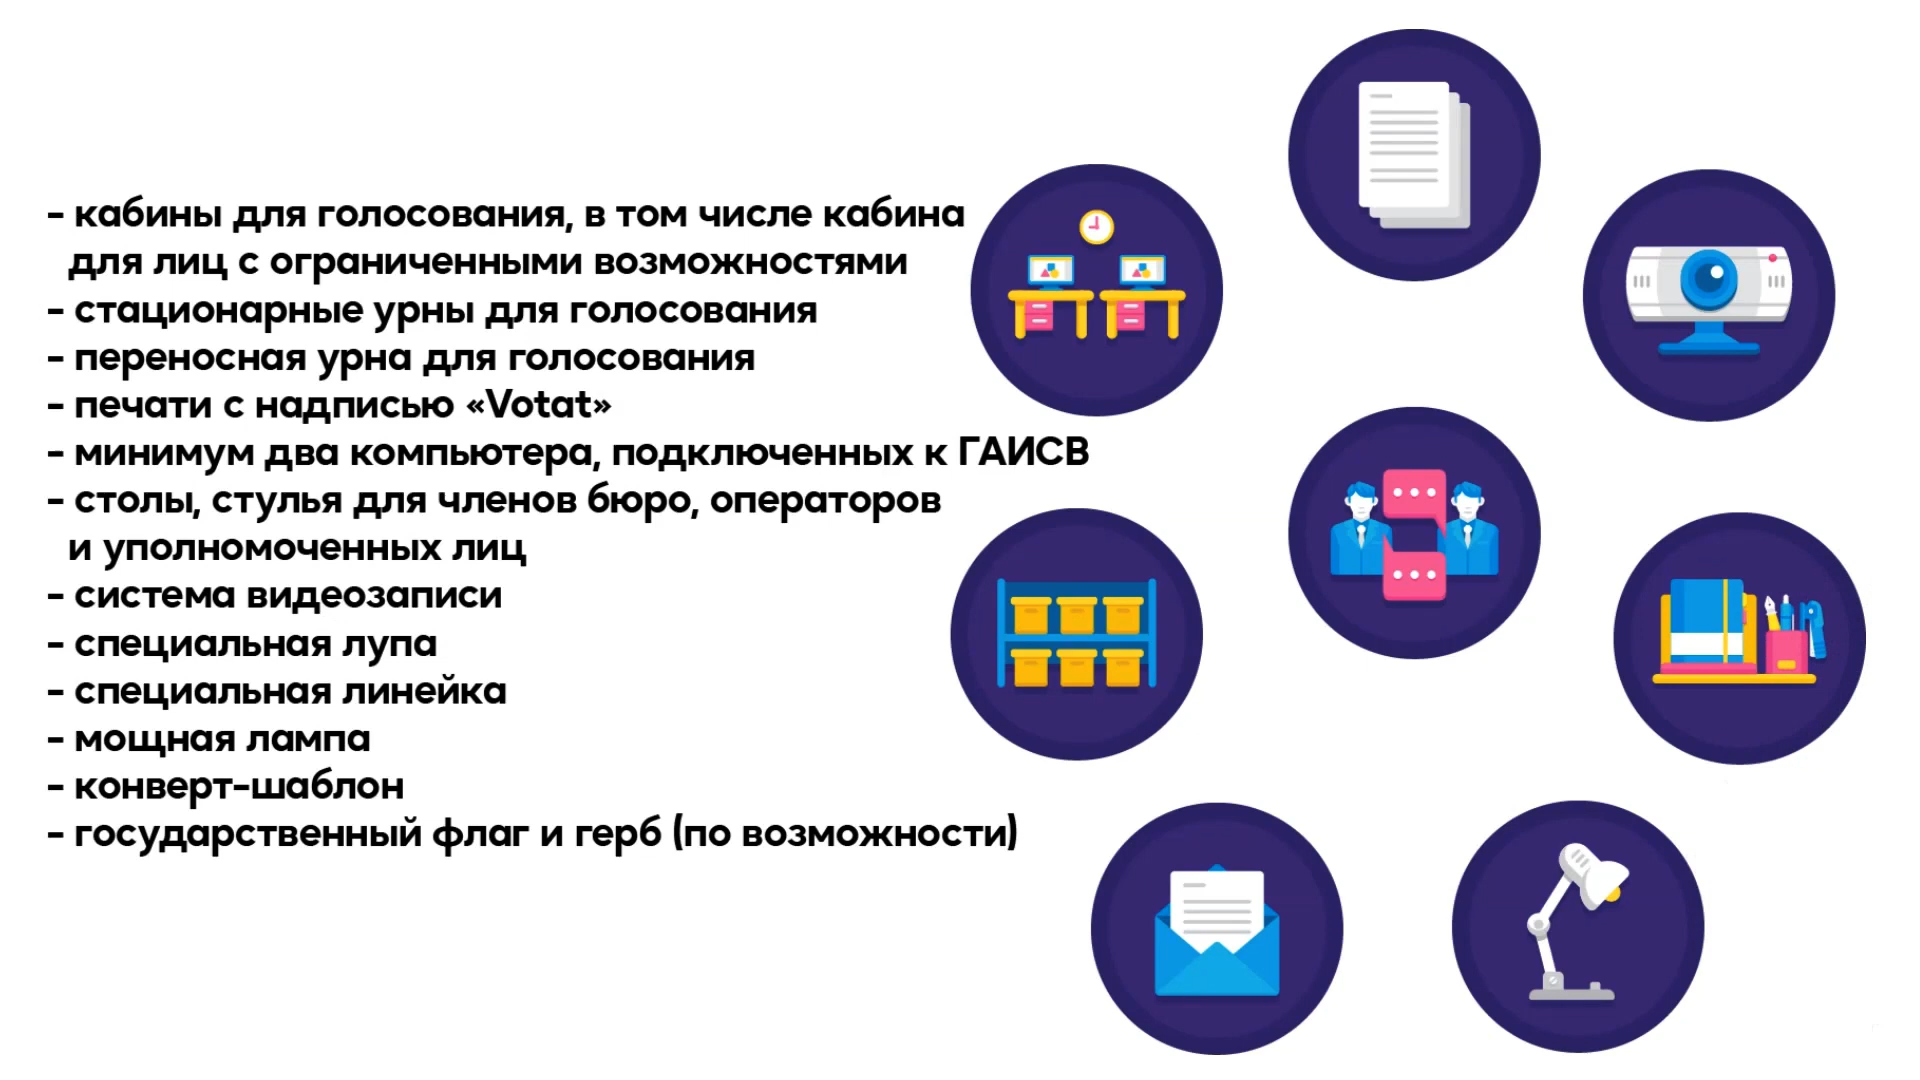 - кабины для голосования, в том числе кабина
для лиц с ограниченными возможностями
- стационарные урны для голосования
- переносная урна для голосования
- печати с надписью «Votat»
- минимум два компьютера, подключенных к ГАИСВ
- столы, стулья для членов бюро, операторов
и уполномоченных лиц
- система видеозаписи
- специальная лупа
- специальная линейка
- мощная лампа
- конверт-шаблон
- государственный флаг и герб (по возможности)